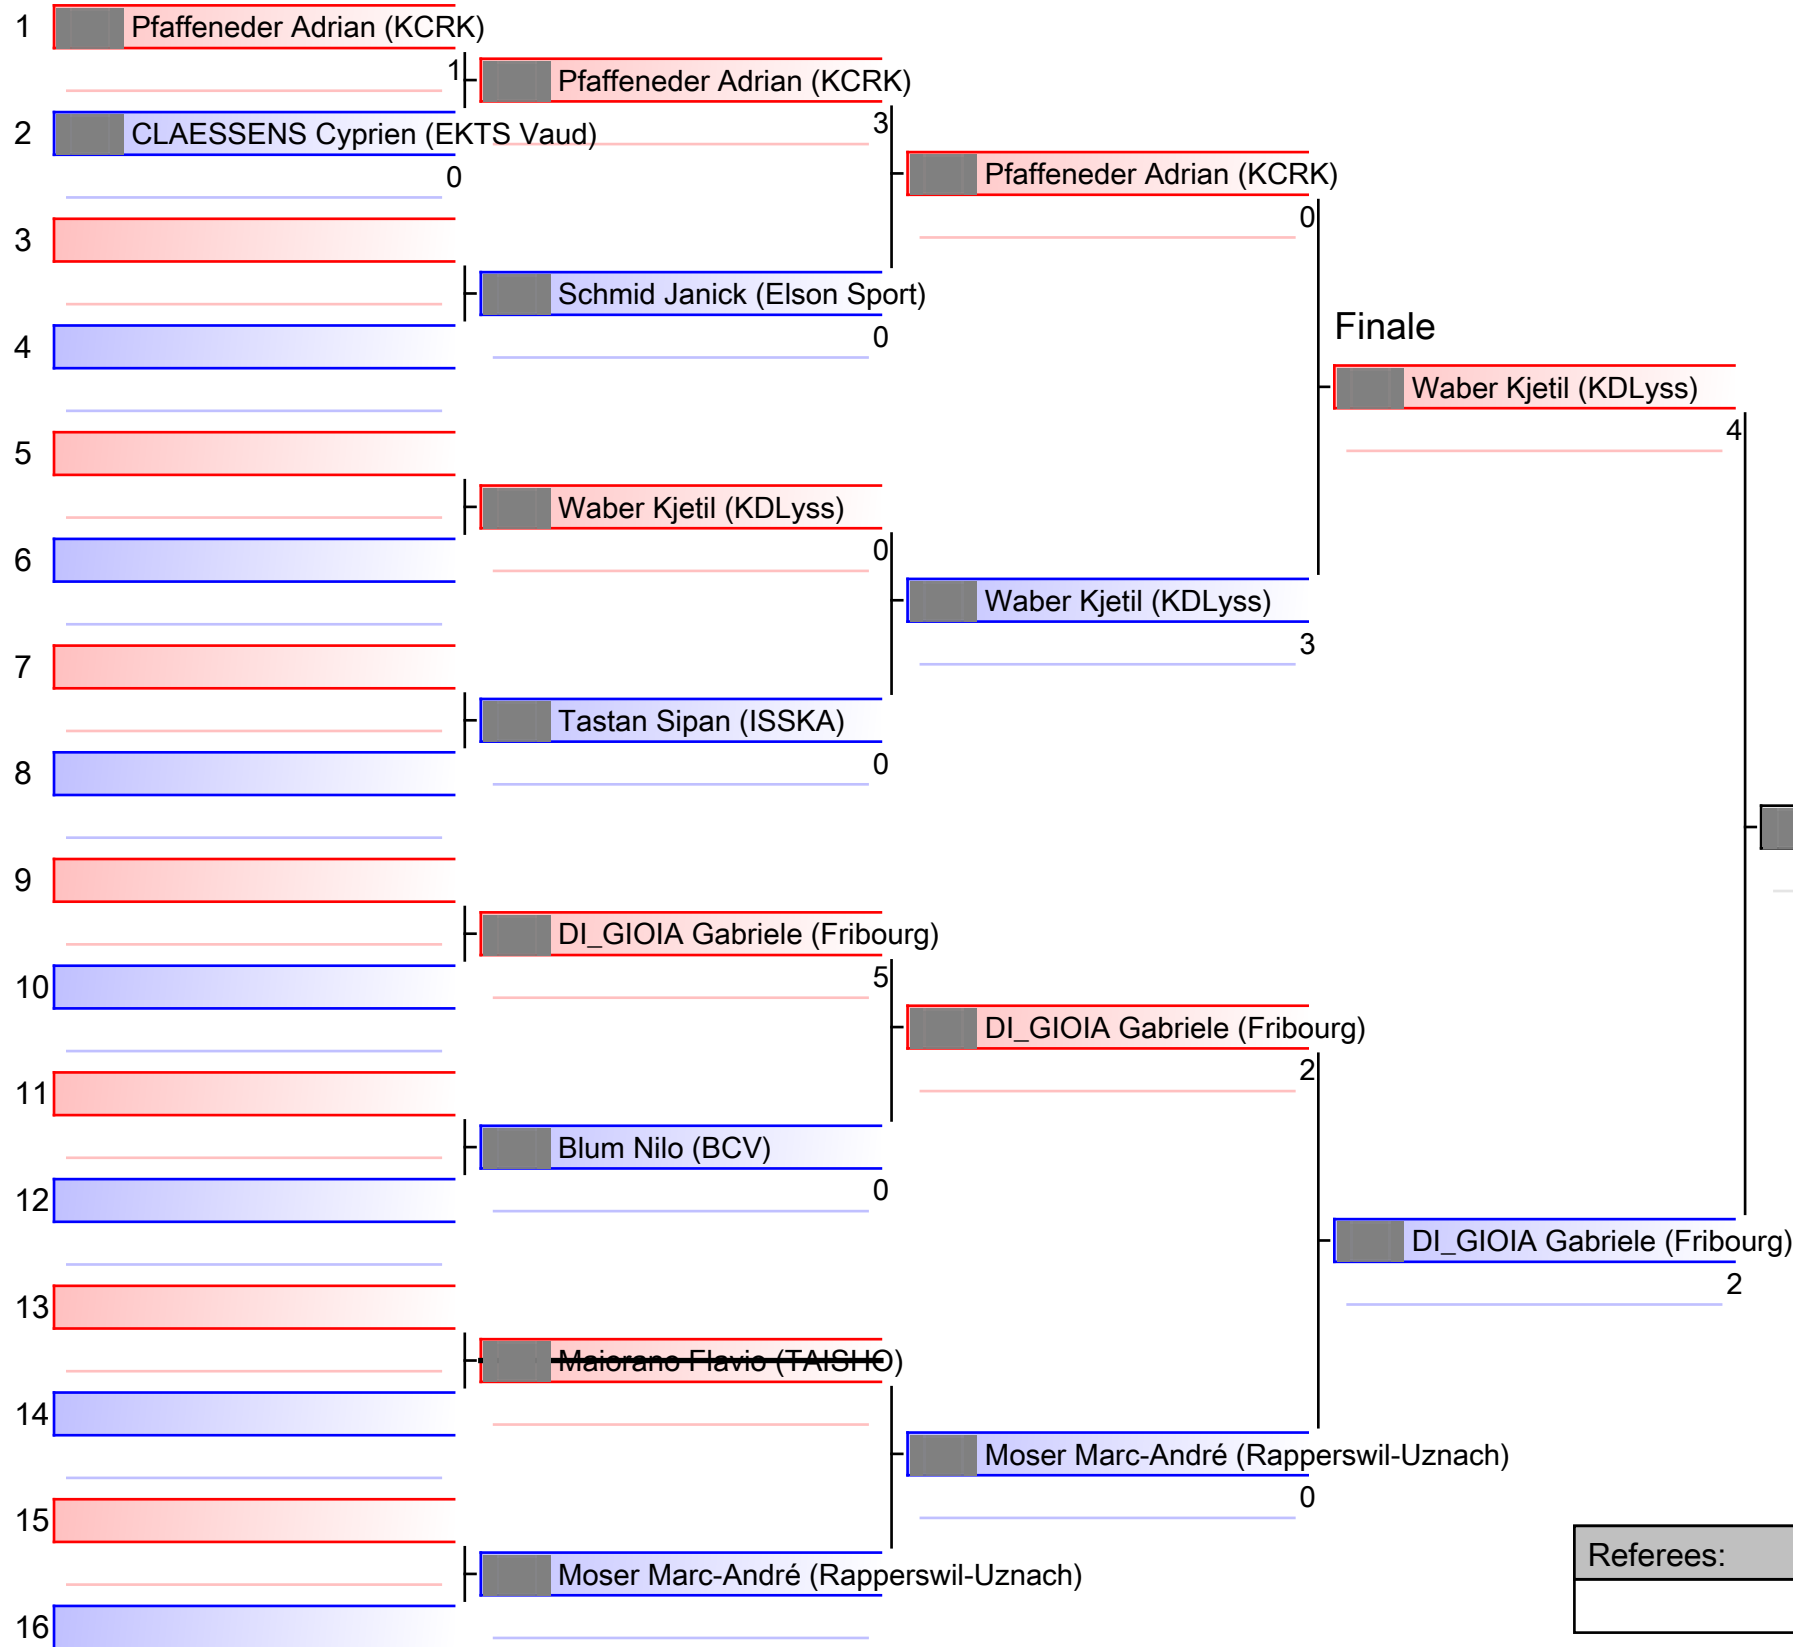 1 Pfaffeneder Adrian (KCRK)
1 Pfaffeneder Adrian (KCRK)
2 CLAESSENS Cyprien (EKTS Vaud)
3
0
Pfaffeneder Adrian (KCRK)
0
3
Schmid Janick (Elson Sport)
0
4
Finale
Waber Kjetil (KDLyss)
4
5
Waber Kjetil (KDLyss)
0
6
Waber Kjetil (KDLyss)
3
7
Tastan Sipan (ISSKA)
0
8
9
DI_GIOIA Gabriele (Fribourg)
5
10
DI_GIOIA Gabriele (Fribourg)
2
11
Blum Nilo (BCV)
0
12
DI_GIOIA Gabriele (Fribourg)
2
13
Maiorano Flavio (TAISHO)
14
Moser Marc-André (Rapperswil-Uznach)
0
15
Referees:
Moser Marc-André (Rapperswil-Uznach)
16